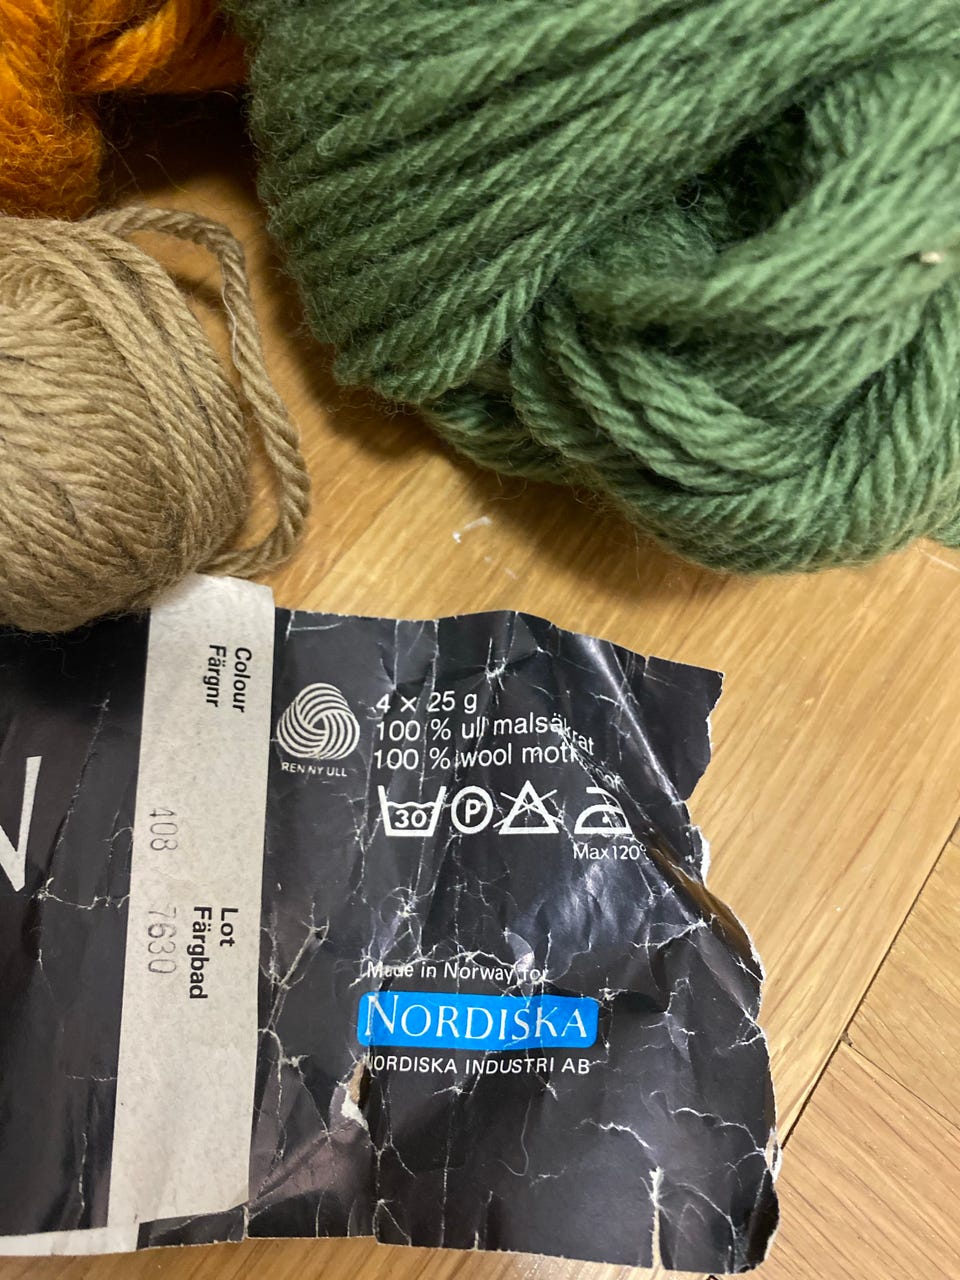 Colour
Färgnr
408
Lot
Färgbad
7630
REN NY ULL
4 x 25 g
100 % ull malsäkrat
100 % wool
30 P
Max 120°
Made in Norway for
NORDISKA
NORDISKA INDUSTRI AB